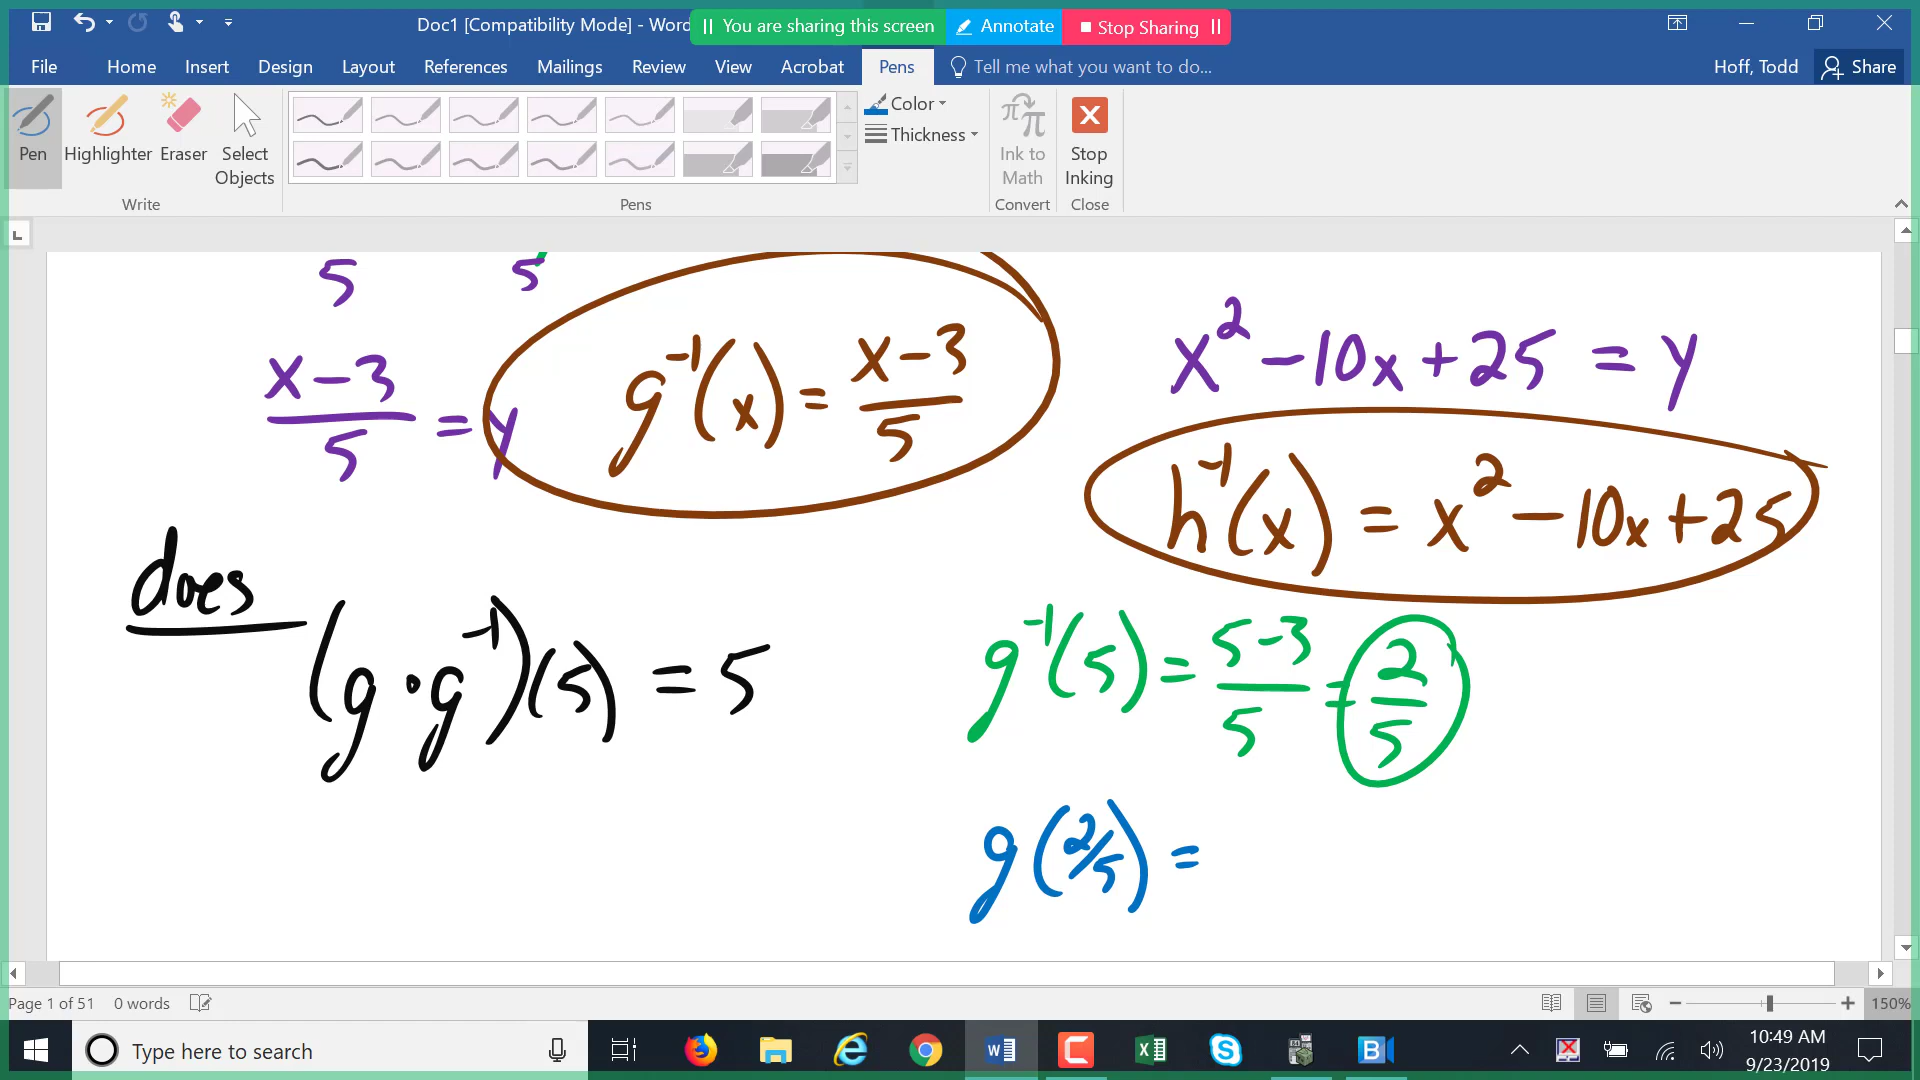 Doc1 [Compatibility Mode] - Word
You are sharing this screen
Annotate
Stop Sharing
File Home Insert Design Layout References Mailings Review View Acrobat Pens Tell me what you want to do... Hoff, Todd Share
Pen Highlighter Eraser Select Objects
Color
Thickness
Ink to Math
Stop Inking
Write Pens Convert Close
5 5
x-3/5 = y
g⁻¹(x) = x-3/5
x² - 10x + 25 = y
h⁻¹(x) = x² - 10x + 25
does
(g • g⁻¹)(5) = 5
g⁻¹(5) = 5-3/5 = 2/5
g(2/5) =
Page 1 of 51 0 words 150%
Type here to search
10:49 AM
9/23/2019